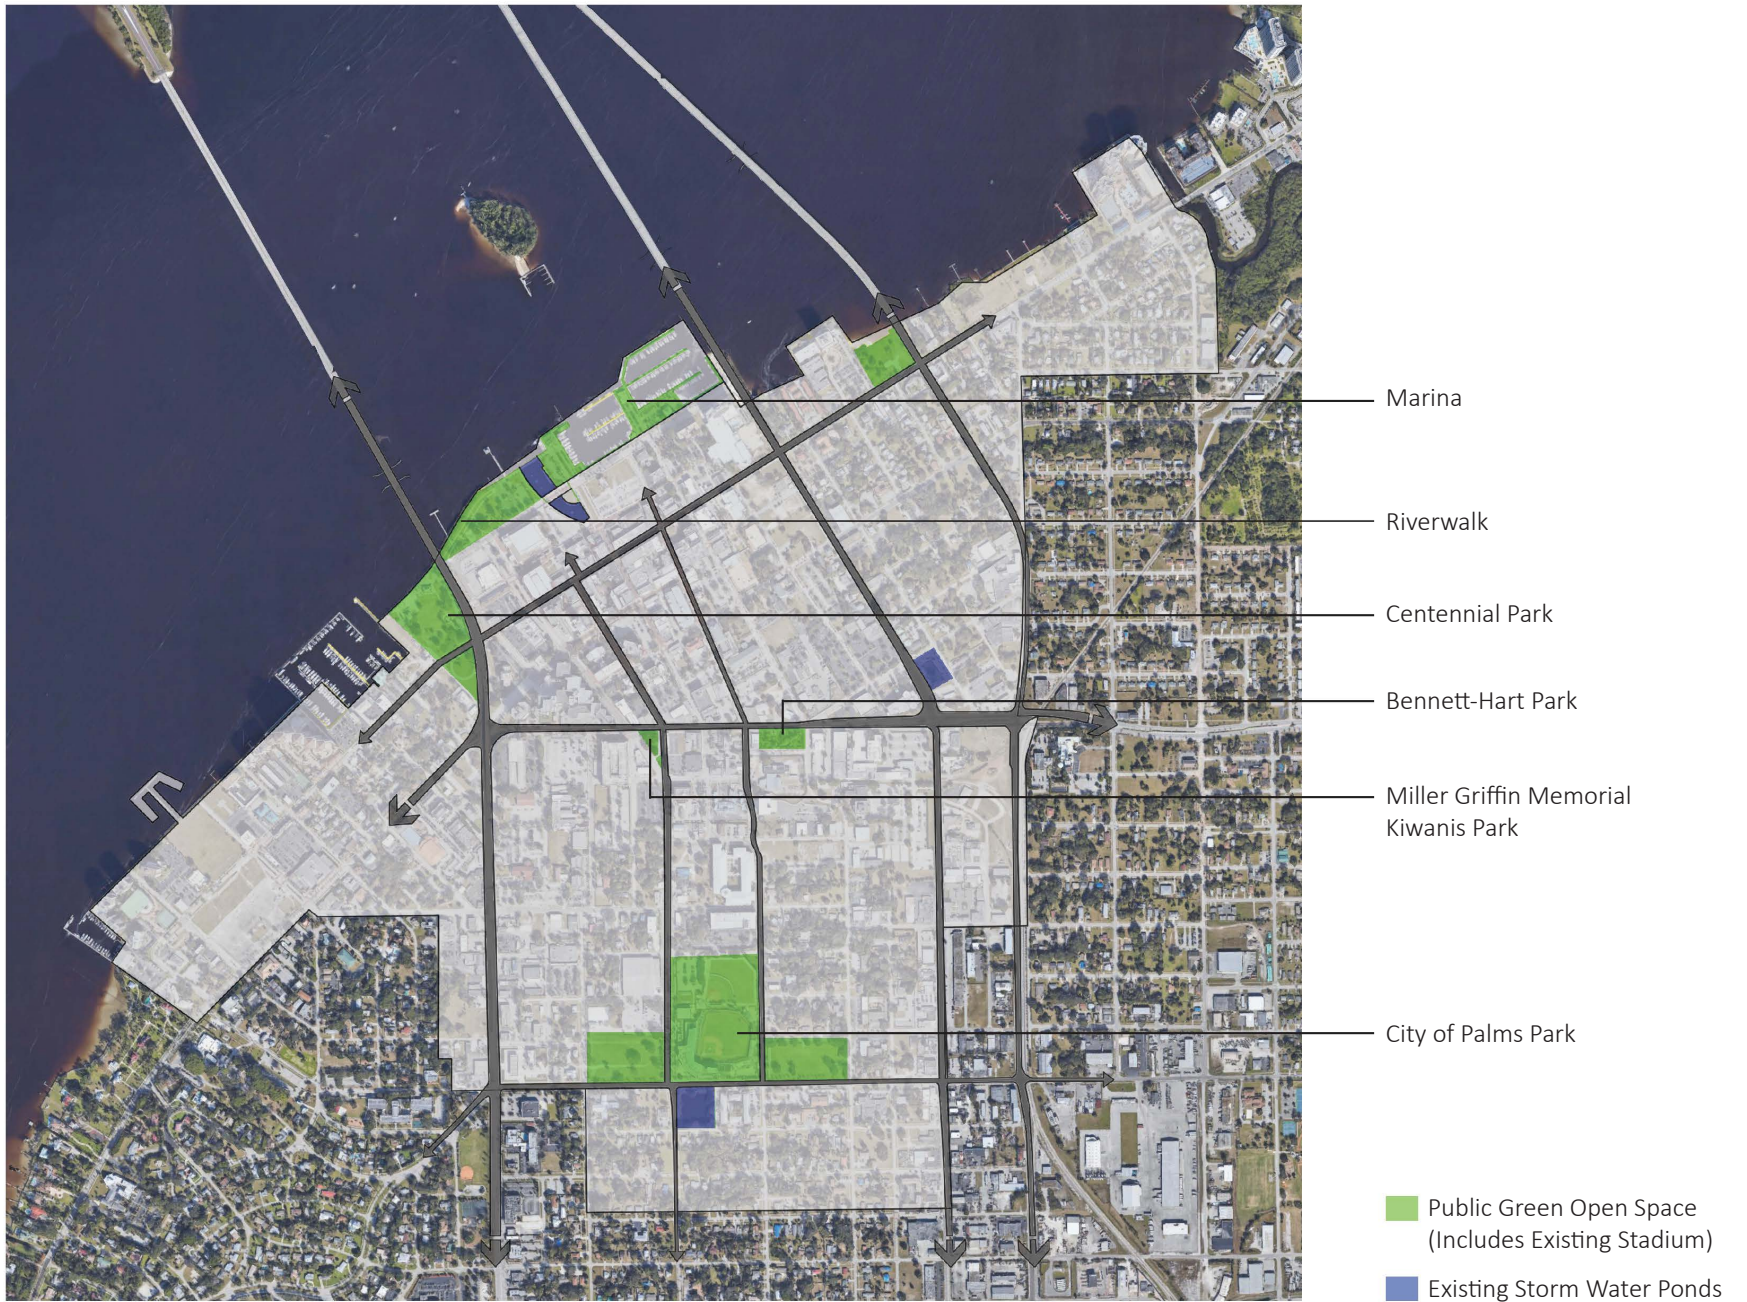 Marina
Riverwalk
Centennial Park
Bennett-Hart Park
Miller Griffin Memorial
Kiwanis Park
City of Palms Park
Public Green Open Space
(Includes Existing Stadium)
Existing Storm Water Ponds